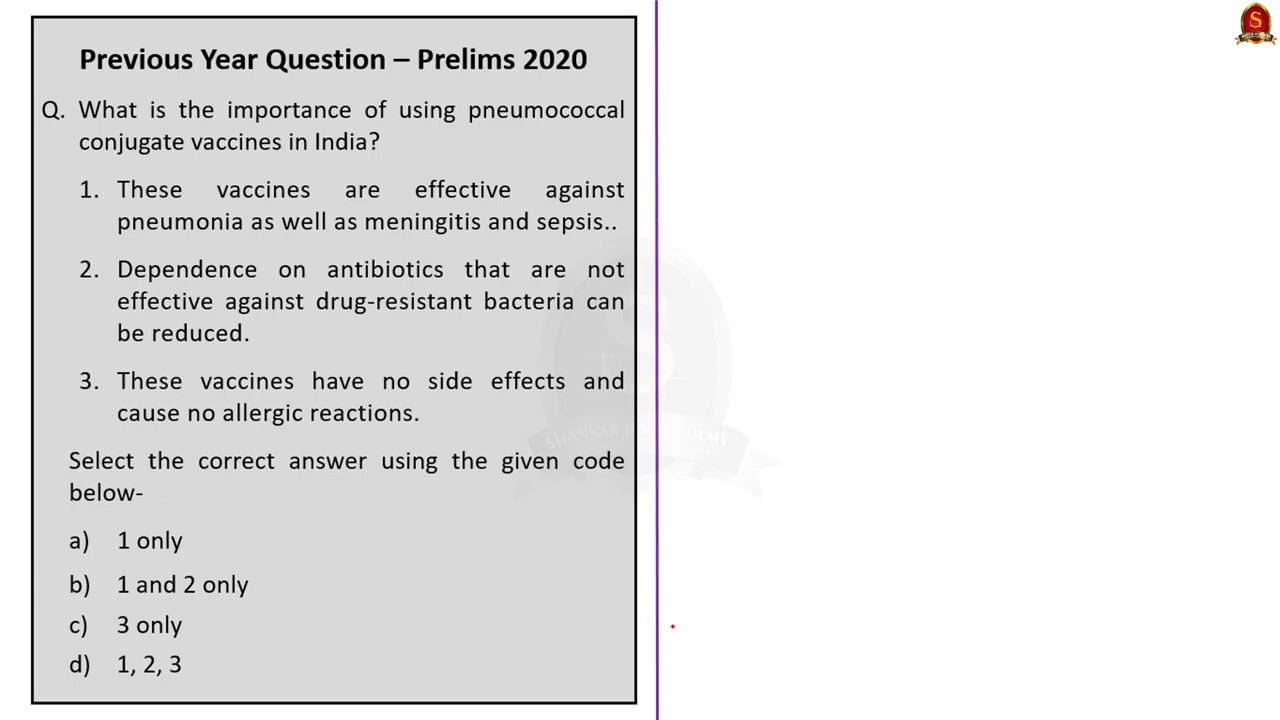 Previous Year Question – Prelims 2020
Q. What is the importance of using pneumococcal
conjugate vaccines in India?
1. These vaccines are effective against
pneumonia as well as meningitis and sepsis..
2. Dependence on antibiotics that are not
effective against drug-resistant bacteria can
be reduced.
3. These vaccines have no side effects and
cause no allergic reactions.
Select the correct answer using the given code
below-
a) 1 only
b) 1 and 2 only
c) 3 only
d) 1, 2, 3
S
S
SHANKAR IAS ACADEMY